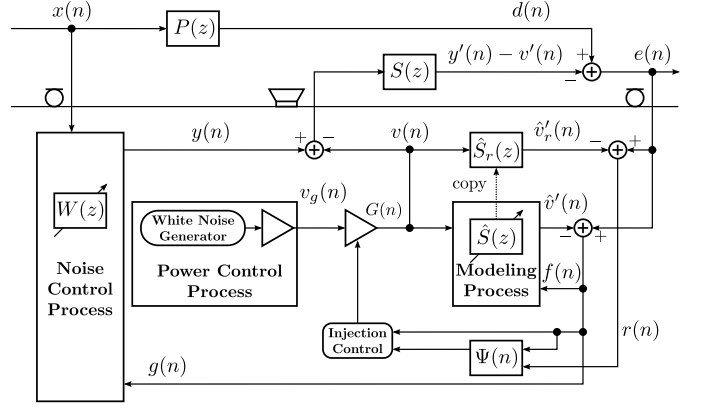 x(n)
d(n)
P(z)
S(z)
y′(n) − v′(n)
+
−
e(n)
y(n)
+
−
v(n)
Ŝr(z)
v̂′r(n)
−
+
copy
W(z)
White Noise
Generator
vg(n)
G(n)
Ŝ(z)
v̂′(n)
−
+
Noise
Control
Process
Power Control
Process
Modeling
Process
f(n)
Injection
Control
Ψ(n)
r(n)
g(n)